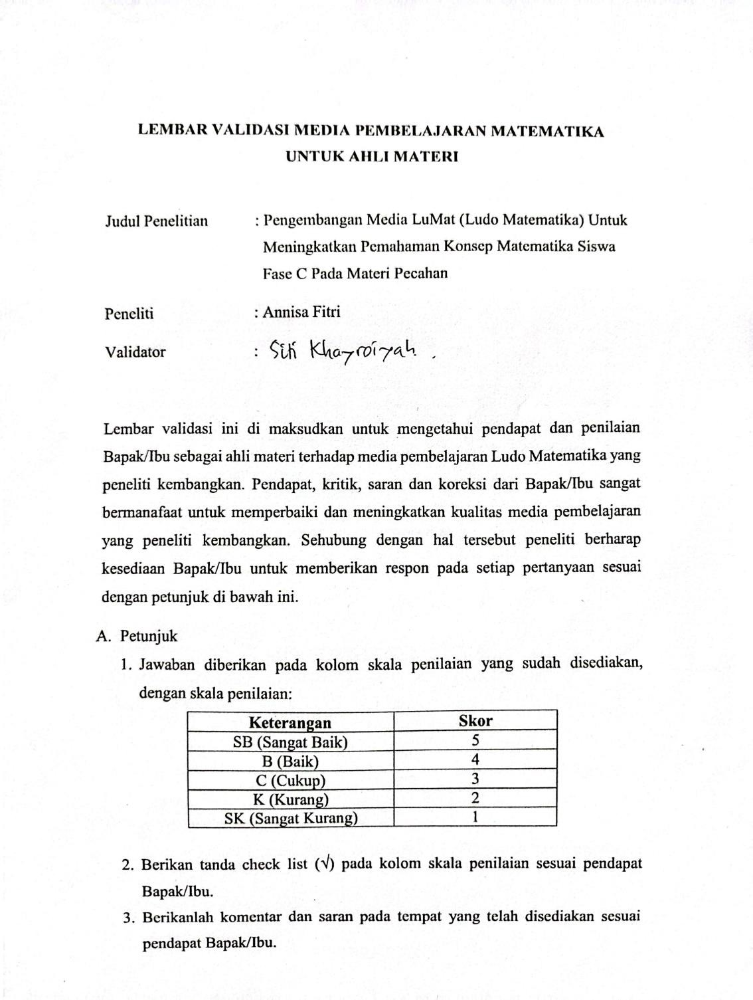 LEMBAR VALIDASI MEDIA PEMBELAJARAN MATEMATIKA
UNTUK AHLI MATERI
Judul Penelitian : Pengembangan Media LuMat (Ludo Matematika) Untuk
Meningkatkan Pemahaman Konsep Matematika Siswa
Fase C Pada Materi Pecahan
Peneliti : Annisa Fitri
Validator : Siti Khayroiyah.
Lembar validasi ini di maksudkan untuk mengetahui pendapat dan penilaian
Bapak/Ibu sebagai ahli materi terhadap media pembelajaran Ludo Matematika yang
peneliti kembangkan. Pendapat, kritik, saran dan koreksi dari Bapak/Ibu sangat
bermanafaat untuk memperbaiki dan meningkatkan kualitas media pembelajaran
yang peneliti kembangkan. Sehubung dengan hal tersebut peneliti berharap
kesediaan Bapak/Ibu untuk memberikan respon pada setiap pertanyaan sesuai
dengan petunjuk di bawah ini.
A. Petunjuk
1. Jawaban diberikan pada kolom skala penilaian yang sudah disediakan,
dengan skala penilaian:
Keterangan Skor
SB (Sangat Baik) 5
B (Baik) 4
C (Cukup) 3
K (Kurang) 2
SK (Sangat Kurang) 1
2. Berikan tanda check list (√) pada kolom skala penilaian sesuai pendapat
Bapak/Ibu.
3. Berikanlah komentar dan saran pada tempat yang telah disediakan sesuai
pendapat Bapak/Ibu.